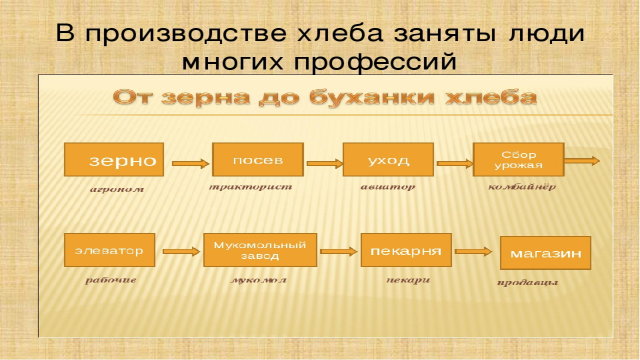 В производстве хлеба заняты люди
многих профессий
От зерна до буханки хлеба
зерно
посев
уход
Сбор
урожая
агроном
тракторист
авиатор
комбайнёр
элеватор
Мукомольный
завод
пекарня
магазин
рабочие
мукомол
пекари
продавцы